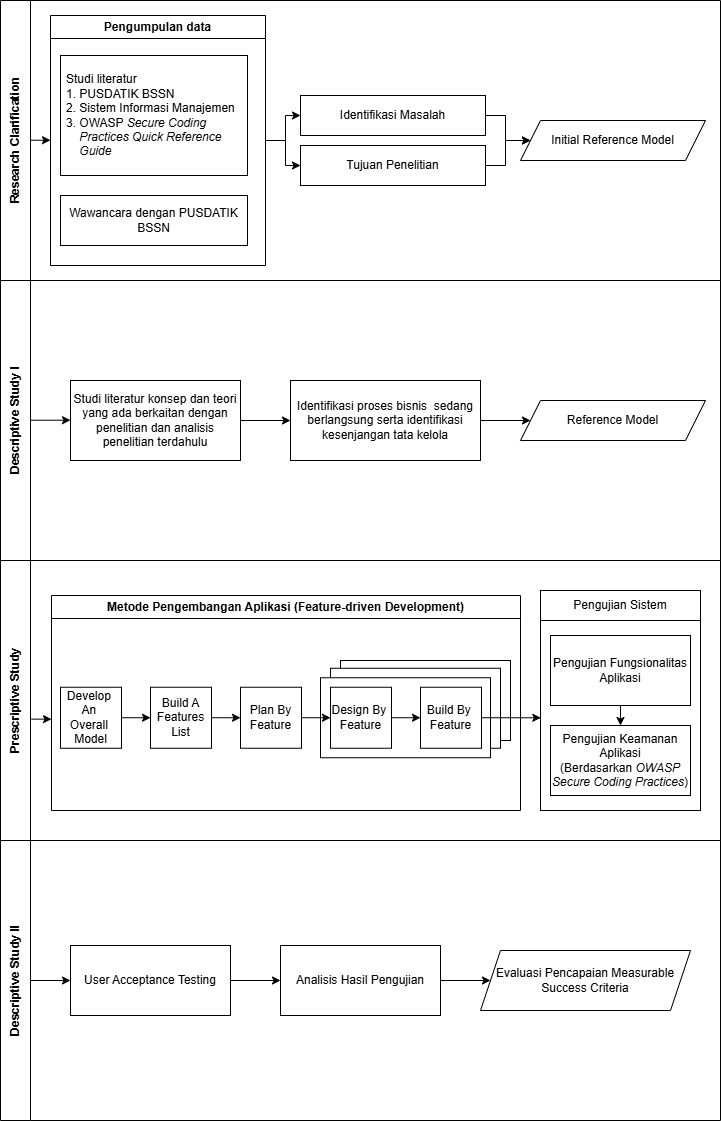 Research Clarification
Pengumpulan data
Studi literatur
1. PUSDATIK BSSN
2. Sistem Informasi Manajemen
3. OWASP Secure Coding
Practices Quick Reference
Guide
Wawancara dengan PUSDATIK
BSSN
Identifikasi Masalah
Tujuan Penelitian
Initial Reference Model
Descriptive Study I
Studi literatur konsep dan teori
yang ada berkaitan dengan
penelitian dan analisis
penelitian terdahulu
Identifikasi proses bisnis sedang
berlangsung serta identifikasi
kesenjangan tata kelola
Reference Model
Prescriptive Study
Metode Pengembangan Aplikasi (Feature-driven Development)
Develop
An
Overall
Model
Build A
Features
List
Plan By
Feature
Design By
Feature
Build By
Feature
Pengujian Sistem
Pengujian Fungsionalitas
Aplikasi
Pengujian Keamanan
Aplikasi
(Berdasarkan OWASP
Secure Coding Practices)
Descriptive Study II
User Acceptance Testing
Analisis Hasil Pengujian
Evaluasi Pencapaian Measurable
Success Criteria